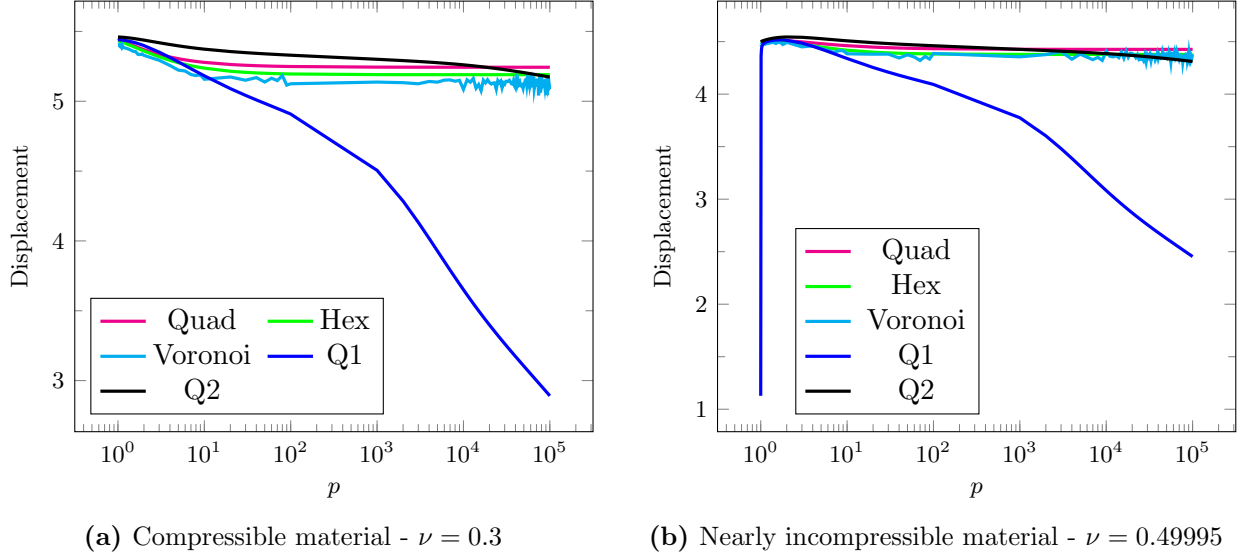 5
5
3
Displacement
10^0 10^1 10^2 10^3 10^4 10^5
p
Quad Hex
Voronoi Q1
Q2
(a) Compressible material - ν = 0.3
4
3
2
1
Displacement
10^0 10^1 10^2 10^3 10^4 10^5
p
Quad
Hex
Voronoi
Q1
Q2
(b) Nearly incompressible material - ν = 0.49995